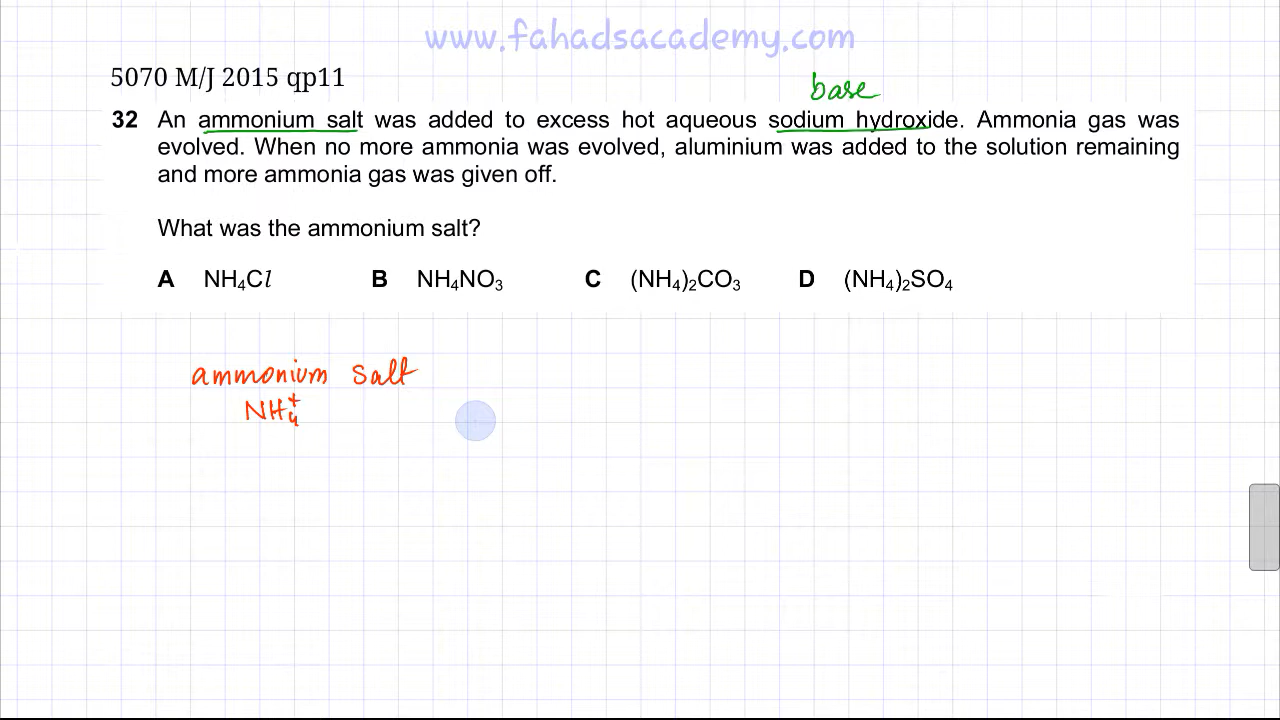 www.fahadsacademy.com
5070 M/J 2015 qp11
base
32 An ammonium salt was added to excess hot aqueous sodium hydroxide. Ammonia gas was
evolved. When no more ammonia was evolved, aluminium was added to the solution remaining
and more ammonia gas was given off.
What was the ammonium salt?
A NH₄Cl B NH₄NO₃ C (NH₄)₂CO₃ D (NH₄)₂SO₄
ammonium salt
NH₄⁺